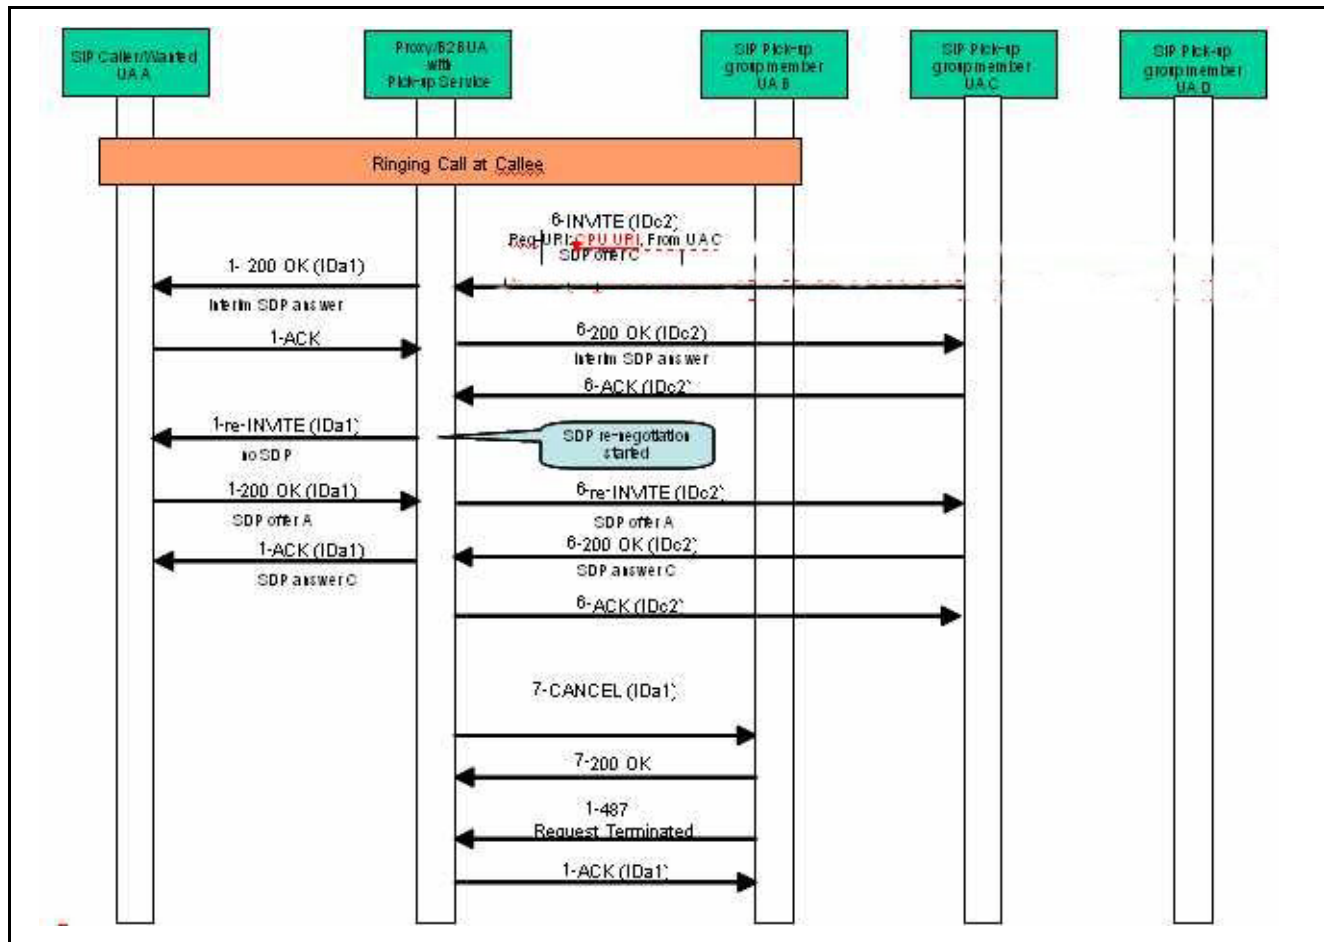 SIP Caller/Wanted
UA A
Proxy/B2BUA
with
Pick-up Service
SIP Pick-up
group member
UA B
SIP Pick-up
group member
UA C
SIP Pick-up
group member
UA D
Ringing Call at Callee
6-INVITE (IDc2)
Req-URI: CPU URI, From UA C
SDP offer C
1- 200 OK (IDa1)
Interim SDP answer
1-ACK
6-200 OK (IDc2)
Interim SDP answer
6-ACK (IDc2)
1-re-INVITE (IDa1)
no SDP
SDP re-negotiation
started
1-200 OK (IDa1)
SDP offer A
6-re-INVITE (IDc2)
SDP offer A
1-ACK (IDa1)
SDP answer C
6-200 OK (IDc2)
SDP answer C
6-ACK (IDc2)
7-CANCEL (IDa1)
7-200 OK
1-487
Request Terminated
1-ACK (IDa1)